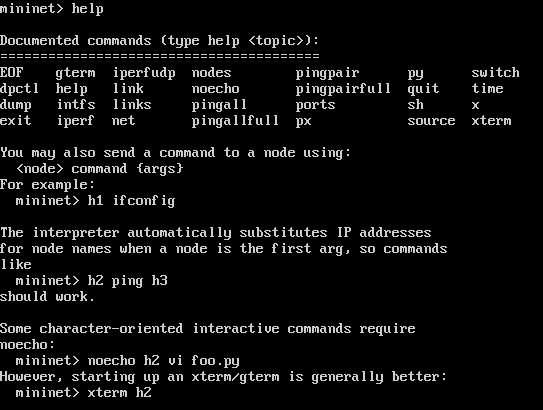 mininet> help
Documented commands (type help <topic>):
========================================
EOF    gterm  iperfudp  nodes        pingpair      py      switch
dpctl  help   link      noecho       pingpairfull  quit    time
dump   intfs  links     pingall      ports         sh      x
exit   iperf  net       pingallfull  px            source  xterm
You may also send a command to a node using:
  <node> command {args}
For example:
  mininet> h1 ifconfig
The interpreter automatically substitutes IP addresses
for node names when a node is the first arg, so commands
like
  mininet> h2 ping h3
should work.
Some character-oriented interactive commands require
noecho:
  mininet> noecho h2 vi foo.py
However, starting up an xterm/gterm is generally better:
  mininet> xterm h2